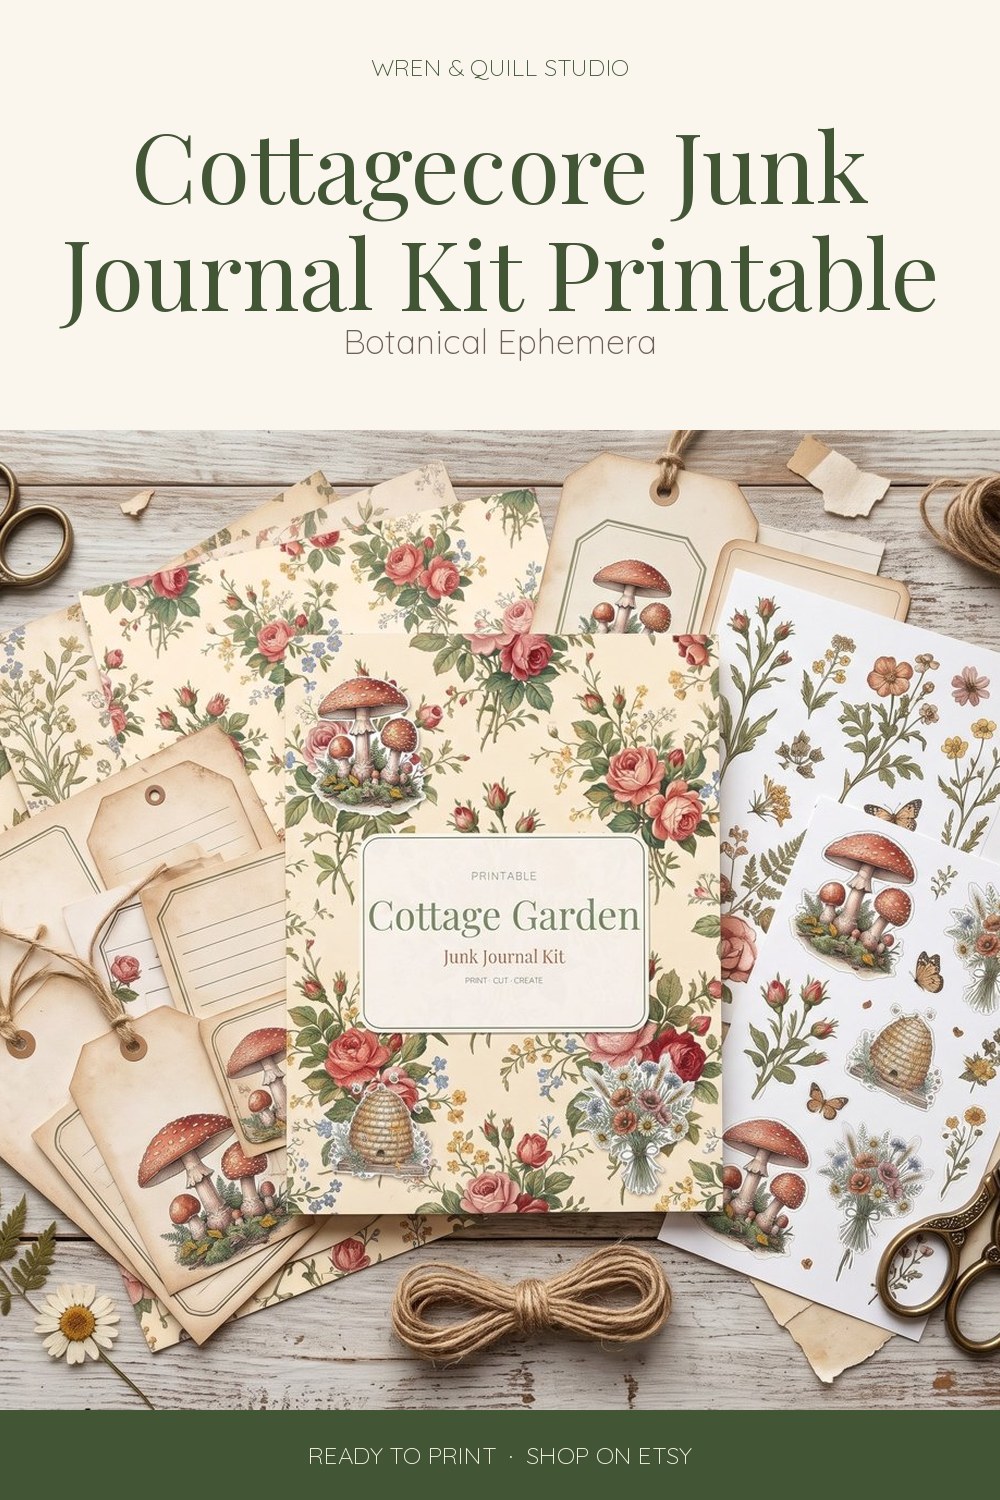 WREN & QUILL STUDIO
Cottagecore Junk
Journal Kit Printable
Botanical Ephemera
PRINTABLE
Cottage Garden
Junk Journal Kit
PRINT · CUT · CREATE
READY TO PRINT · SHOP ON ETSY